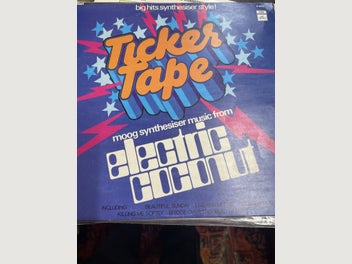 big hits synthesiser style!
Ticker
Tape
moog synthesiser music from
electric
coconut
INCLUDING BEAUTIFUL SUNDAY
KILLING ME SOFTLY